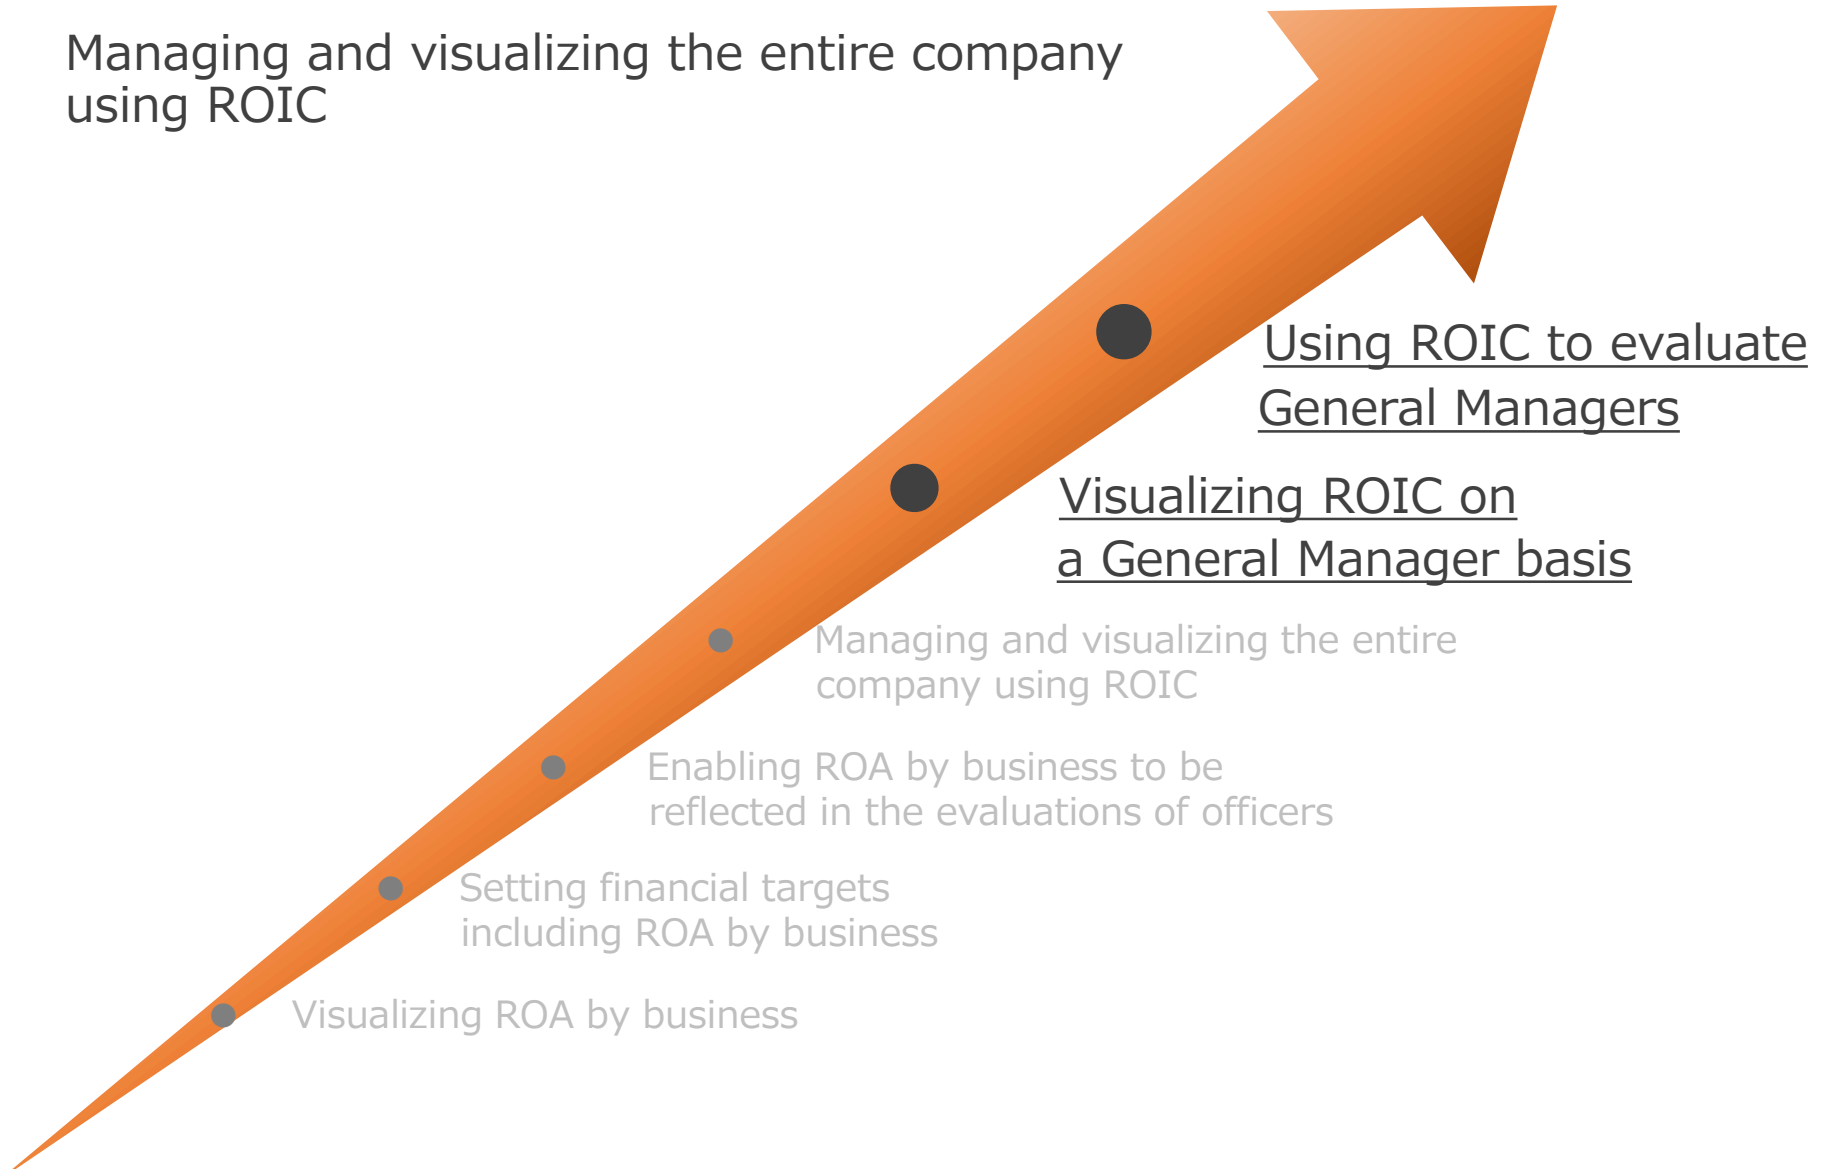 Managing and visualizing the entire company
using ROIC
Using ROIC to evaluate
General Managers
Visualizing ROIC on
a General Manager basis
Managing and visualizing the entire
company using ROIC
Enabling ROA by business to be
reflected in the evaluations of officers
Setting financial targets
including ROA by business
Visualizing ROA by business